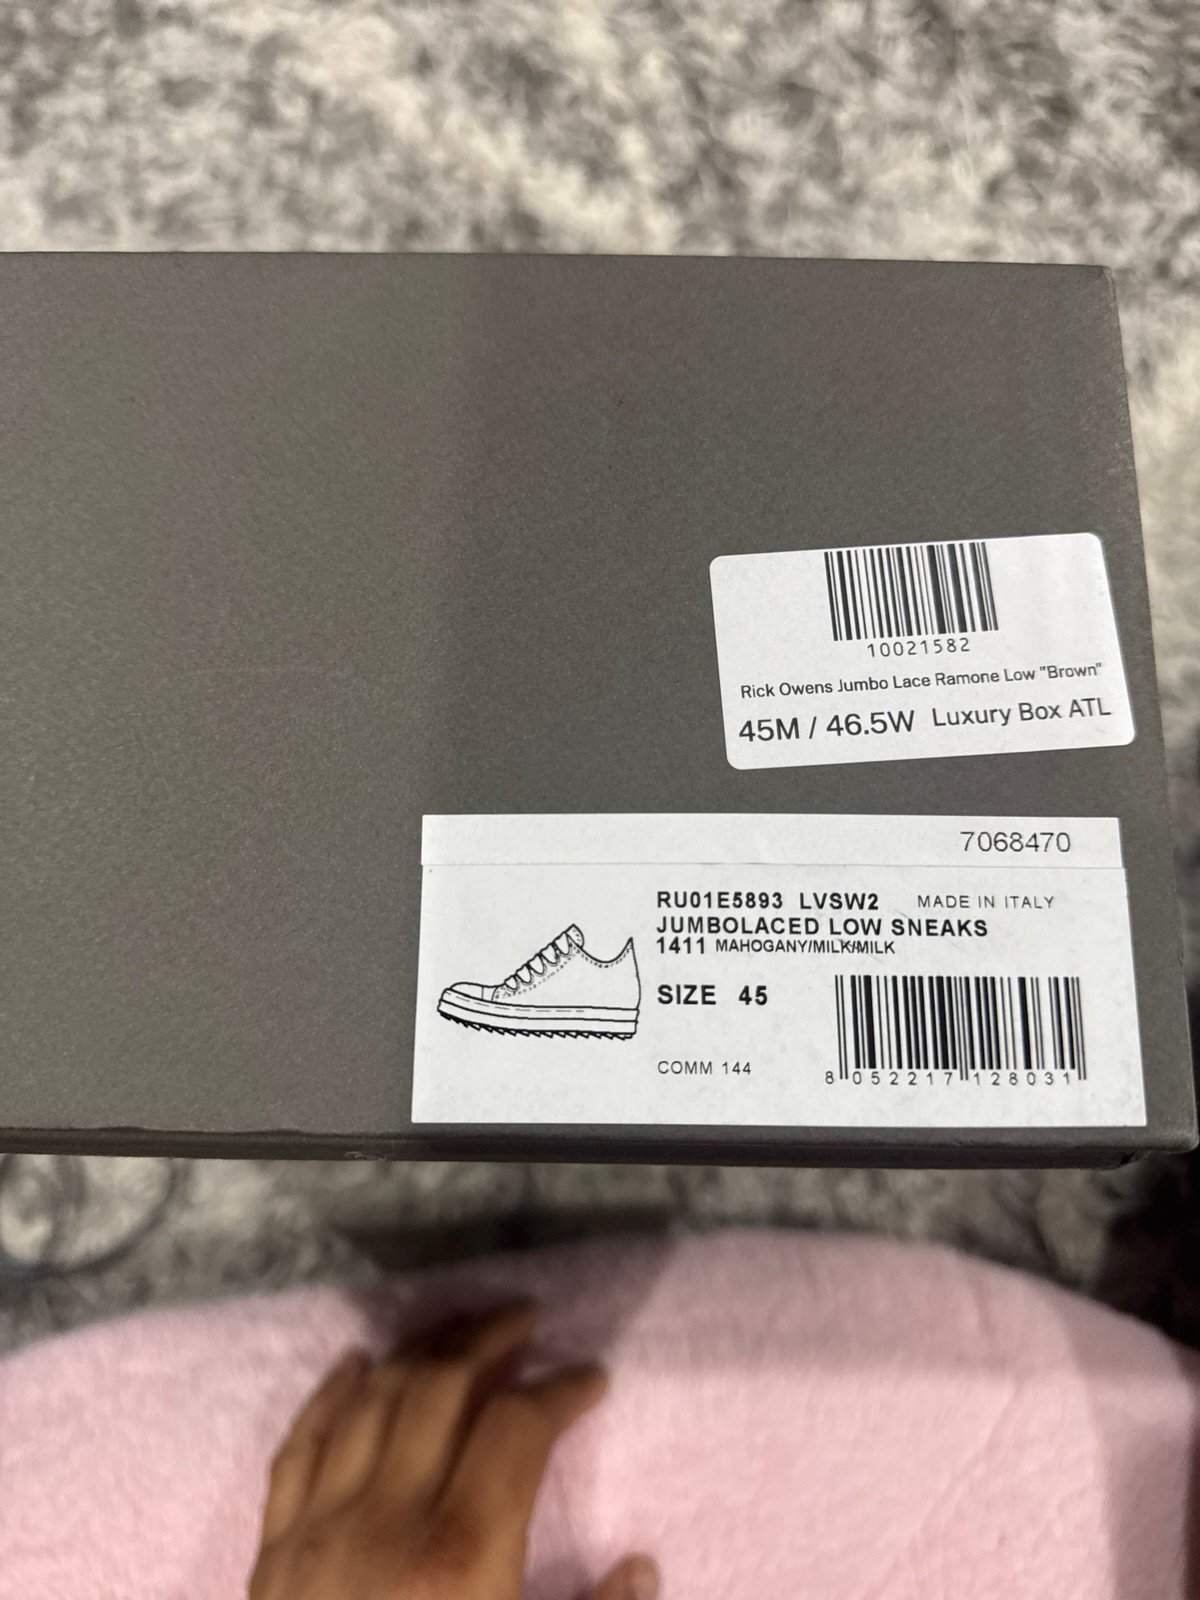 10021582
Rick Owens Jumbo Lace Ramone Low "Brown"
45M / 46.5W Luxury Box ATL
7068470
RU01E5893 LVSW2 MADE IN ITALY
JUMBOLACED LOW SNEAKS
1411 MAHOGANY/MILK/MILK
SIZE 45
COMM 144
8 052217 128031